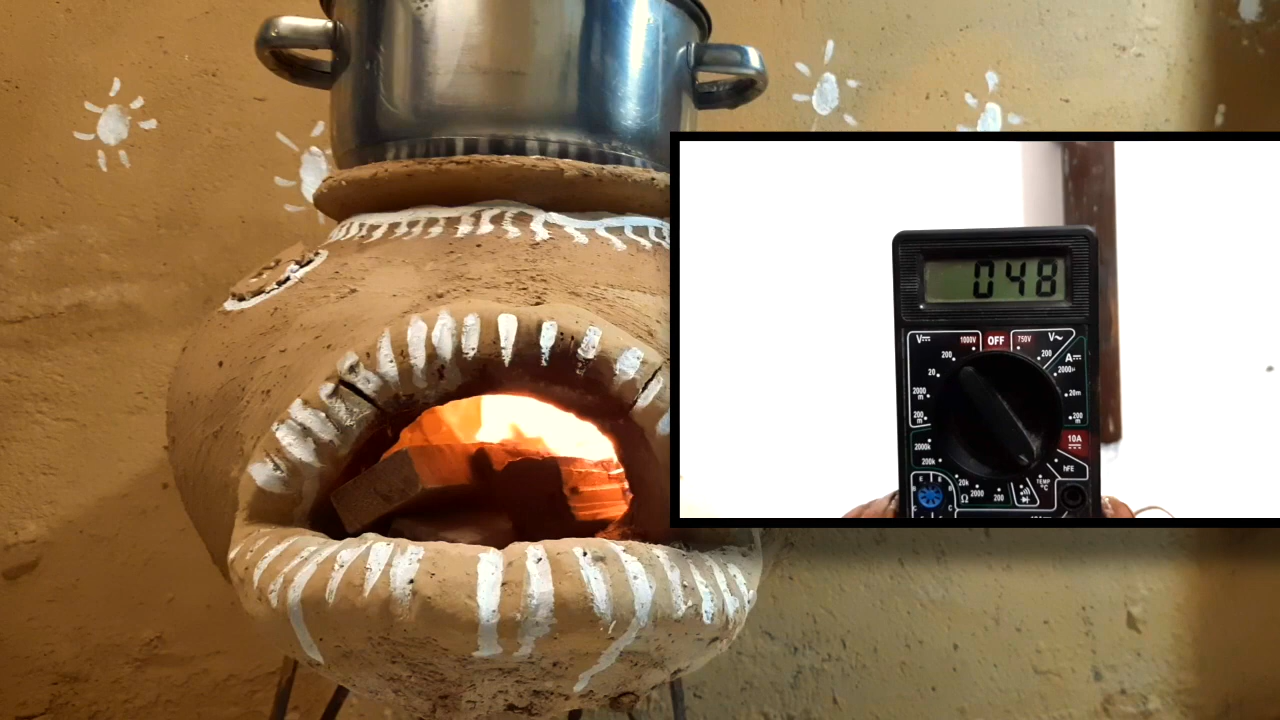 048
V⎓ 1000V OFF 750V V~
200 200 A⎓
20 2000µ
2000m 20m
200m 200m
2000k 10A
200k hFE
20k 2000 200 TEMP °C
Ω
E